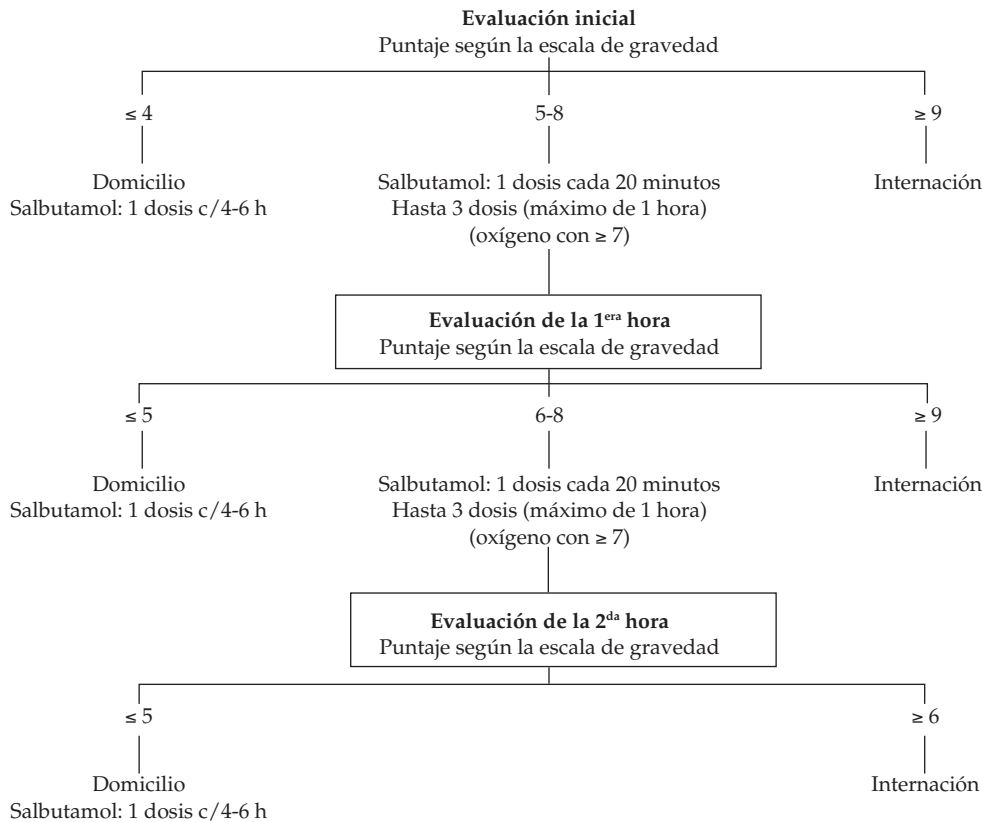 Evaluación inicial
Puntaje según la escala de gravedad
≤ 4
5-8
≥ 9
Domicilio
Salbutamol: 1 dosis c/4-6 h
Salbutamol: 1 dosis cada 20 minutos
Hasta 3 dosis (máximo de 1 hora)
(oxígeno con ≥ 7)
Internación
Evaluación de la 1era hora
Puntaje según la escala de gravedad
≤ 5
6-8
≥ 9
Domicilio
Salbutamol: 1 dosis c/4-6 h
Salbutamol: 1 dosis cada 20 minutos
Hasta 3 dosis (máximo de 1 hora)
(oxígeno con ≥ 7)
Internación
Evaluación de la 2da hora
Puntaje según la escala de gravedad
≤ 5
≥ 6
Domicilio
Salbutamol: 1 dosis c/4-6 h
Internación